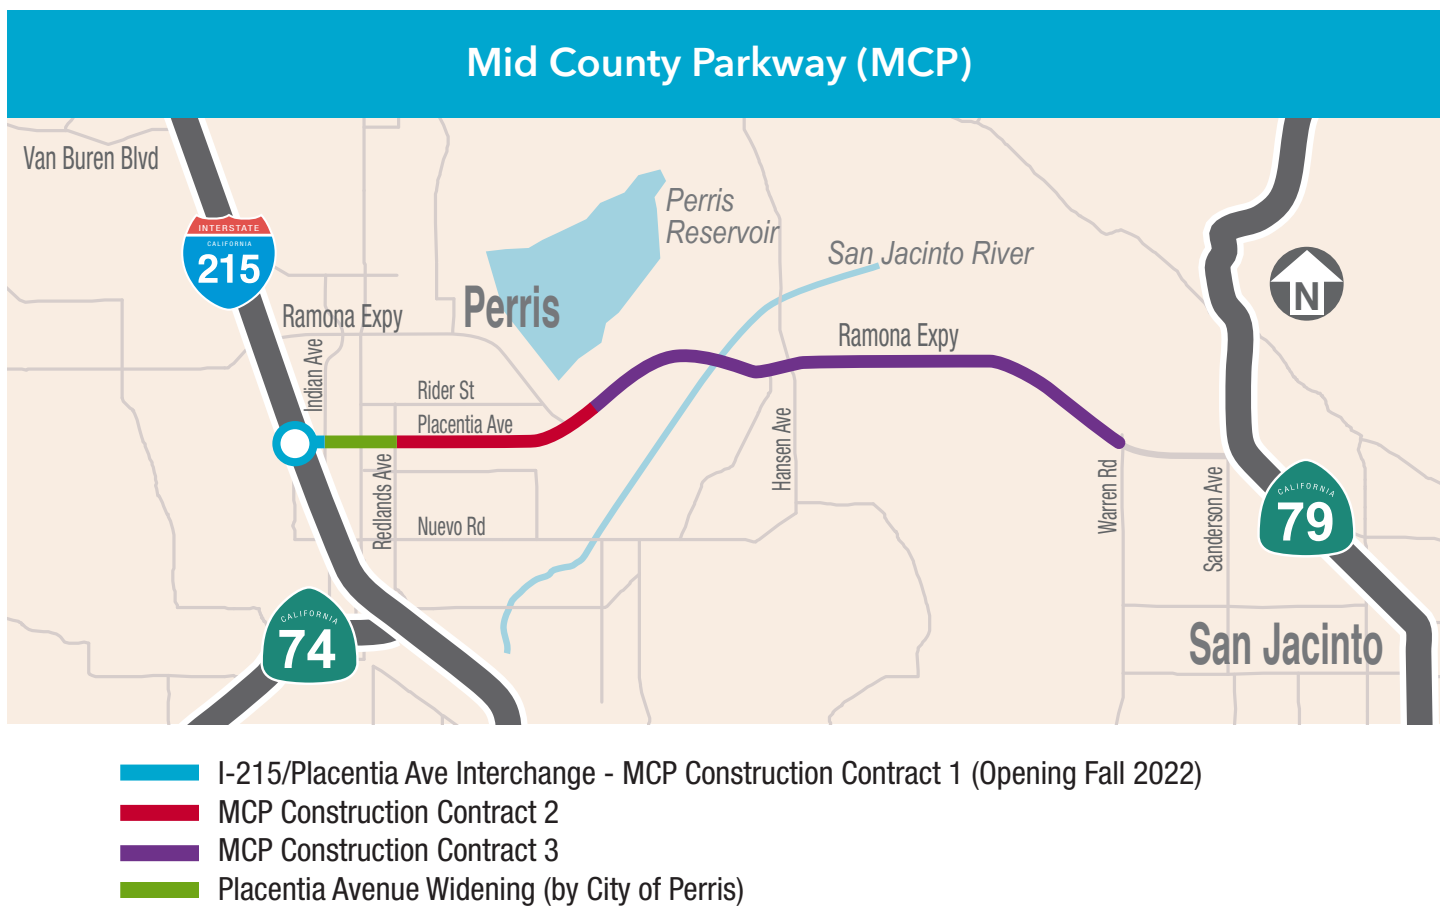 Mid County Parkway (MCP)
Van Buren Blvd
INTERSTATE
CALIFORNIA
215
Perris
Reservoir
San Jacinto River
N
Perris
Ramona Expy
Ramona Expy
Indian Ave
Rider St
Placentia Ave
Hansen Ave
Redlands Ave
Nuevo Rd
Warren Rd
Sanderson Ave
CALIFORNIA
79
CALIFORNIA
74
San Jacinto
I-215/Placentia Ave Interchange - MCP Construction Contract 1 (Opening Fall 2022)
MCP Construction Contract 2
MCP Construction Contract 3
Placentia Avenue Widening (by City of Perris)